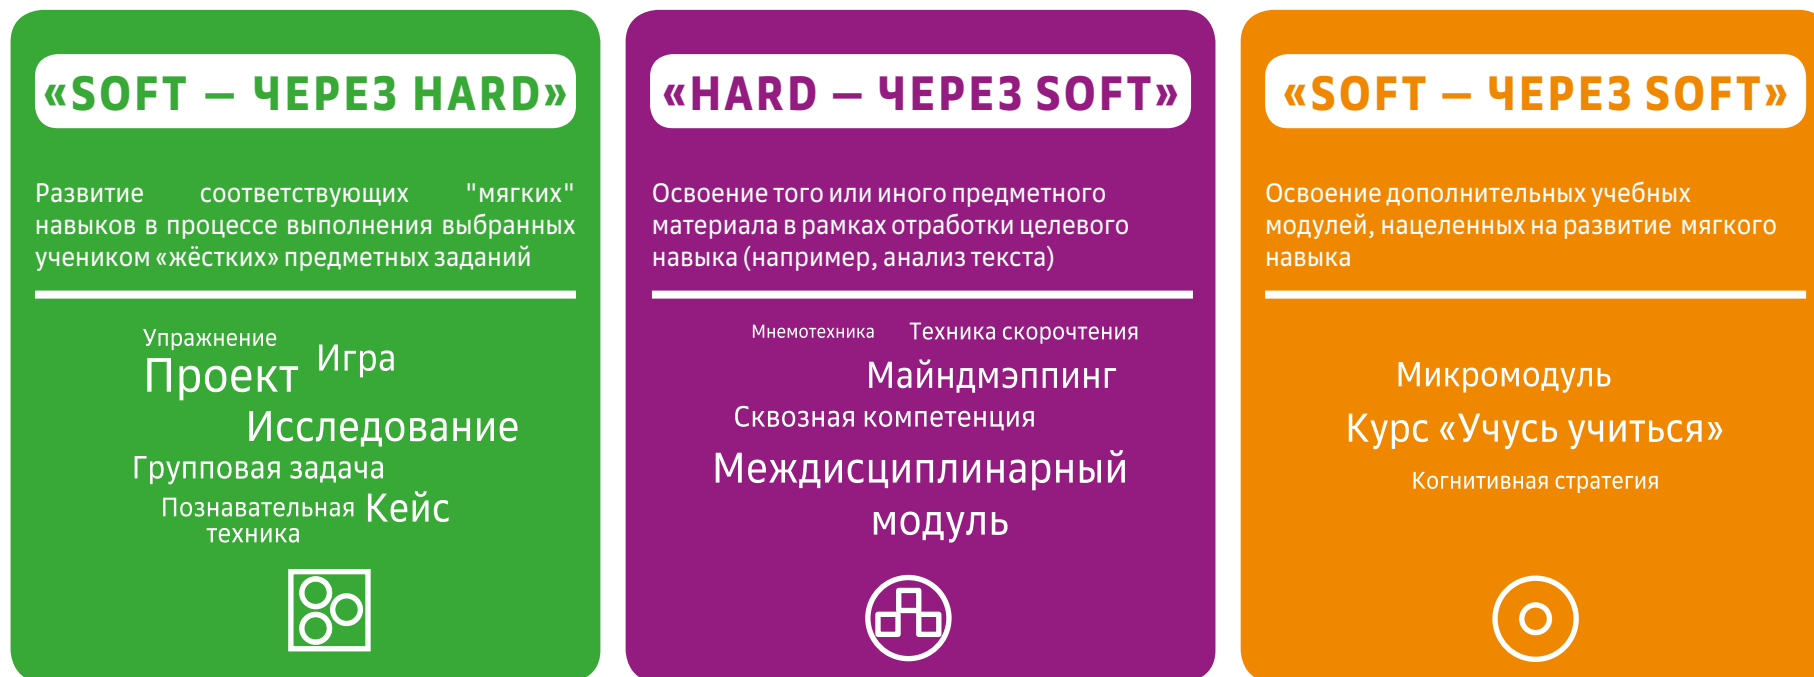 «SOFT – ЧЕРЕЗ HARD»
Развитие соответствующих "мягких"
навыков в процессе выполнения выбранных
учеником «жёстких» предметных заданий
Упражнение
Проект Игра
Исследование
Групповая задача
Познавательная Кейс
техника
«HARD – ЧЕРЕЗ SOFT»
Освоение того или иного предметного
материала в рамках отработки целевого
навыка (например, анализ текста)
Мнемотехника Техника скорочтения
Майндмэппинг
Сквозная компетенция
Междисциплинарный
модуль
«SOFT – ЧЕРЕЗ SOFT»
Освоение дополнительных учебных
модулей, нацеленных на развитие мягкого
навыка
Микромодуль
Курс «Учусь учиться»
Когнитивная стратегия